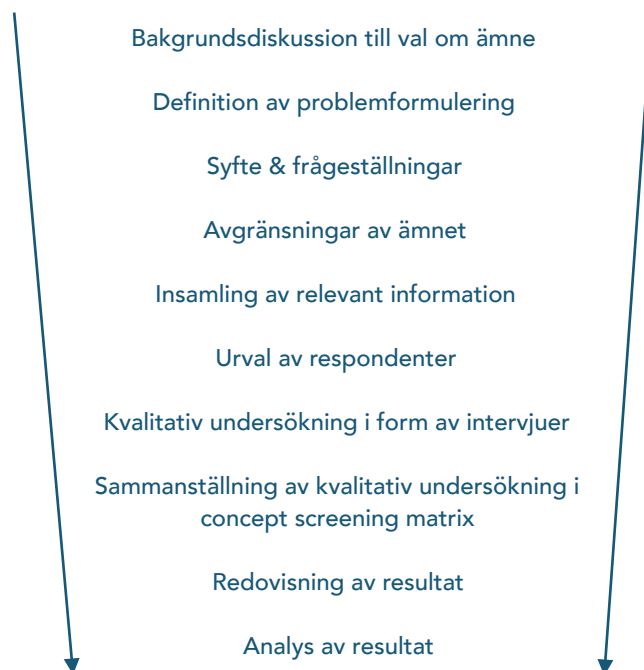 Bakgrundsdiskussion till val om ämne
Definition av problemformulering
Syfte & frågeställningar
Avgränsningar av ämnet
Insamling av relevant information
Urval av respondenter
Kvalitativ undersökning i form av intervjuer
Sammanställning av kvalitativ undersökning i
concept screening matrix
Redovisning av resultat
Analys av resultat